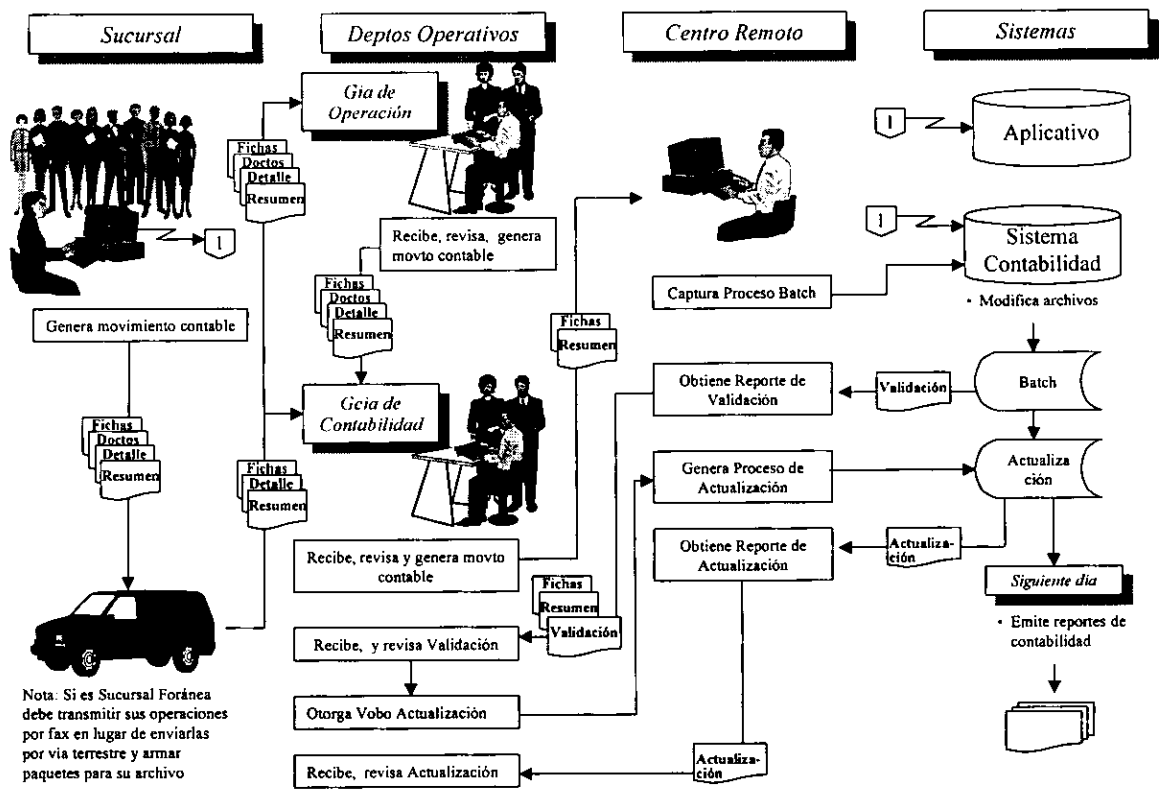 Sucursal
Deptos Operativos
Centro Remoto
Sistemas
Gia de
Operación
Fichas
Doctos
Detalle
Resumen
1
Recibe, revisa, genera
movto contable
Fichas
Doctos
Detalle
Resumen
Genera movimiento contable
Fichas
Doctos
Detalle
Resumen
Gcia de
Contabilidad
Fichas
Detalle
Resumen
Recibe, revisa y genera movto
contable
Fichas
Resumen
1
Aplicativo
1
Sistema
Contabilidad
Captura Proceso Batch
· Modifica archivos
Obtiene Reporte de
Validación
Validación
Batch
Genera Proceso de
Actualización
Actualiza
ción
Obtiene Reporte de
Actualización
Actualiza-
ción
Siguiente día
· Emite reportes de
contabilidad
Fichas
Resumen
Validación
Recibe, y revisa Validación
Otorga Vobo Actualización
Recibe, revisa Actualización
Actualiza-
ción
Nota: Si es Sucursal Foránea
debe transmitir sus operaciones
por fax en lugar de enviarlas
por via terrestre y armar
paquetes para su archivo